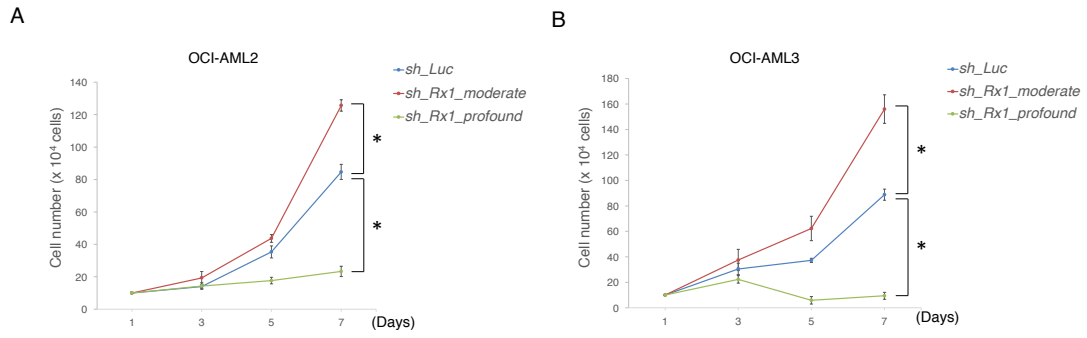 A
OCI-AML2
sh_Luc
sh_Rx1_moderate
sh_Rx1_profound
Cell number (x 10⁴ cells)
140
120
100
80
60
40
20
0
1 3 5 7 (Days)
*
*
B
OCI-AML3
sh_Luc
sh_Rx1_moderate
sh_Rx1_profound
Cell number (x 10⁴ cells)
180
160
140
120
100
80
60
40
20
0
1 3 5 7 (Days)
*
*